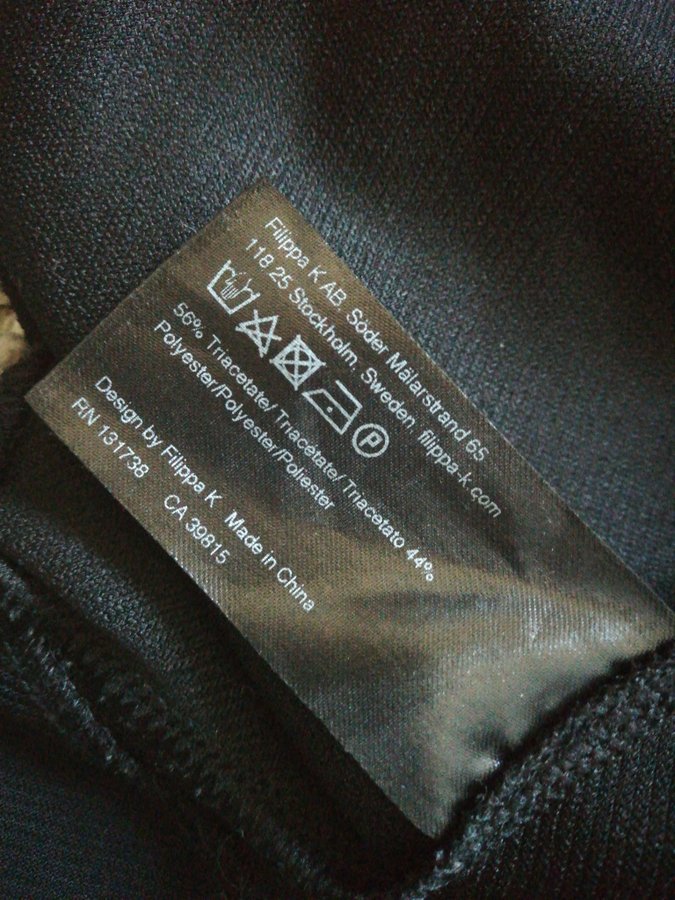 Filippa K AB. Söder Mälarstrand 65
118 25 Stockholm. Sweden. filippa-k.com
P
56% Triacetate/ Triacetate/ Triacetato 44%
Polyester/Polyester/Poliester
Design by Filippa K Made in China
RN 131738 CA 39815